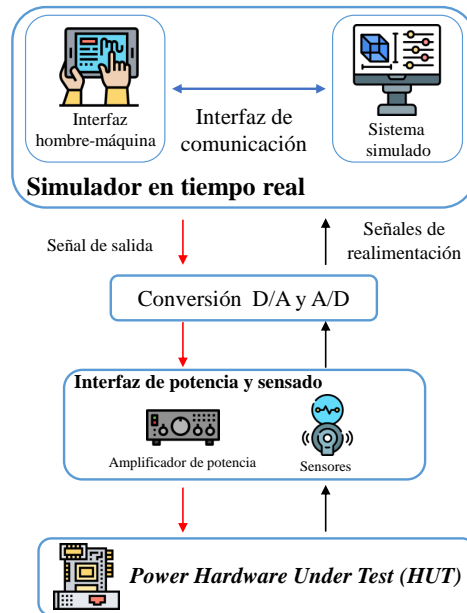 Interfaz
hombre-máquina
Interfaz de
comunicación
Sistema
simulado
Simulador en tiempo real
Señal de salida
Señales de
realimentación
Conversión D/A y A/D
Interfaz de potencia y sensado
Amplificador de potencia
Sensores
Power Hardware Under Test (HUT)